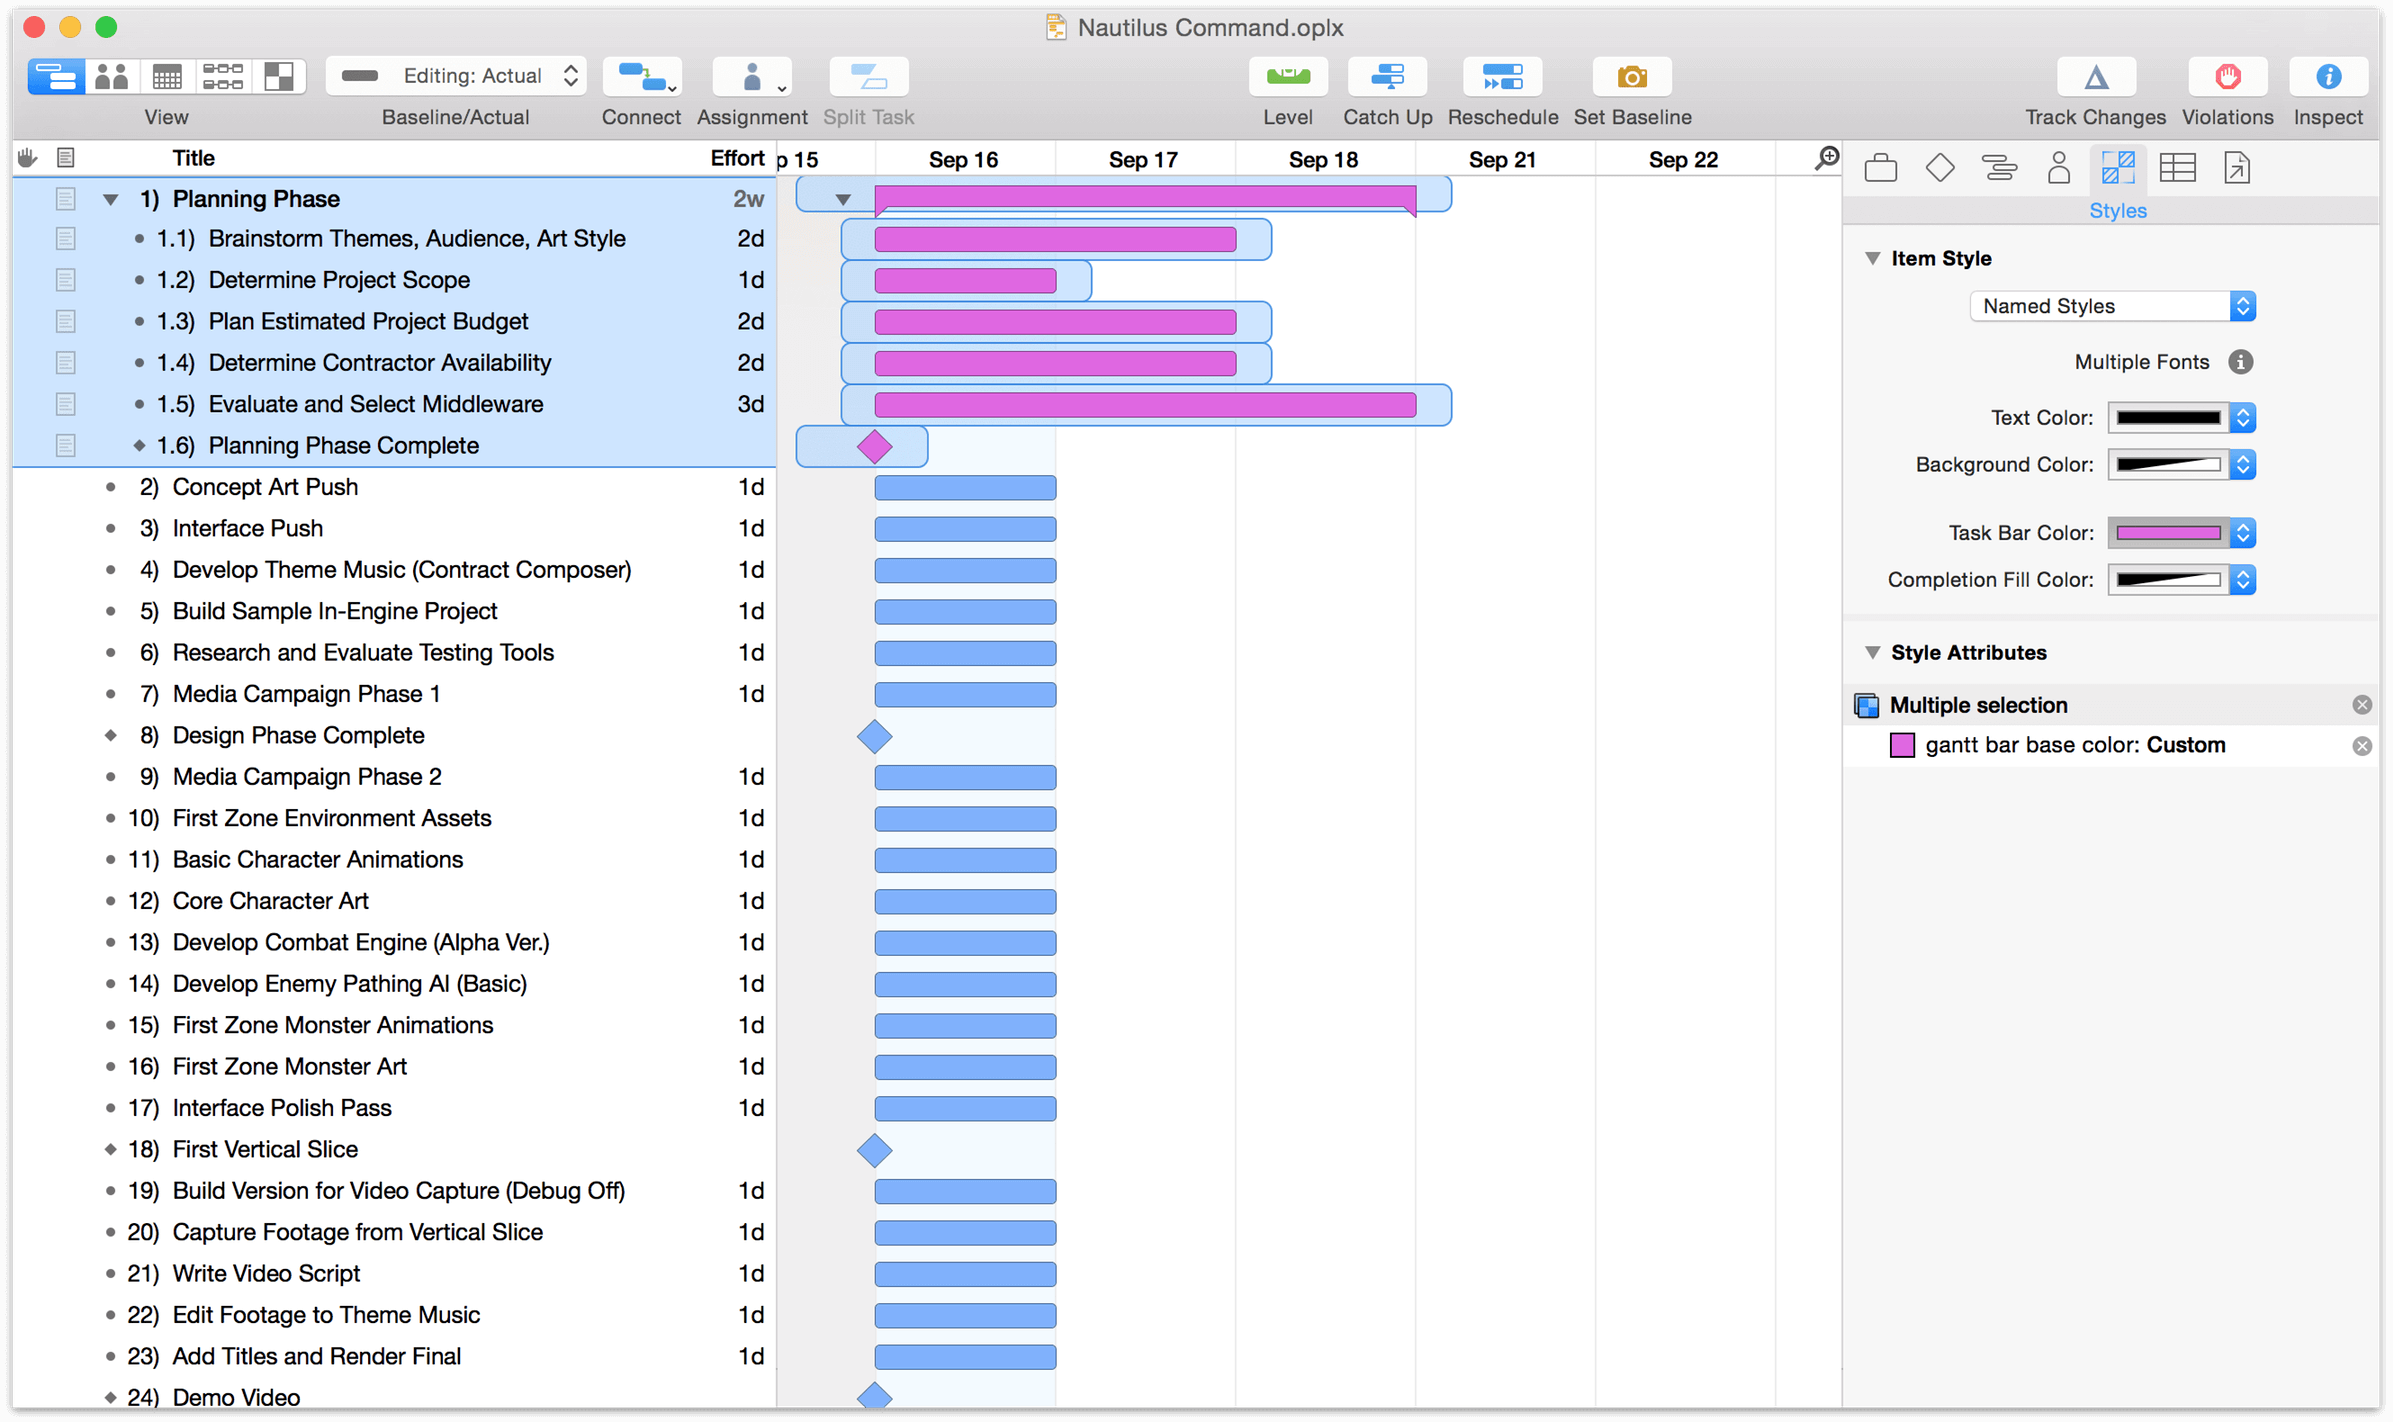 Nautilus Command.oplx
Editing: Actual
View
Baseline/Actual
Connect
Assignment
Split Task
Level
Catch Up
Reschedule
Set Baseline
Track Changes
Violations
Inspect
Title Effort
p 15 Sep 16 Sep 17 Sep 18 Sep 21 Sep 22
1) Planning Phase 2w
1.1) Brainstorm Themes, Audience, Art Style 2d
1.2) Determine Project Scope 1d
1.3) Plan Estimated Project Budget 2d
1.4) Determine Contractor Availability 2d
1.5) Evaluate and Select Middleware 3d
1.6) Planning Phase Complete
2) Concept Art Push 1d
3) Interface Push 1d
4) Develop Theme Music (Contract Composer) 1d
5) Build Sample In-Engine Project 1d
6) Research and Evaluate Testing Tools 1d
7) Media Campaign Phase 1 1d
8) Design Phase Complete
9) Media Campaign Phase 2 1d
10) First Zone Environment Assets 1d
11) Basic Character Animations 1d
12) Core Character Art 1d
13) Develop Combat Engine (Alpha Ver.) 1d
14) Develop Enemy Pathing AI (Basic) 1d
15) First Zone Monster Animations 1d
16) First Zone Monster Art 1d
17) Interface Polish Pass 1d
18) First Vertical Slice
19) Build Version for Video Capture (Debug Off) 1d
20) Capture Footage from Vertical Slice 1d
21) Write Video Script 1d
22) Edit Footage to Theme Music 1d
23) Add Titles and Render Final 1d
24) Demo Video
Styles
Item Style
Named Styles
Multiple Fonts
Text Color:
Background Color:
Task Bar Color:
Completion Fill Color:
Style Attributes
Multiple selection
gantt bar base color: Custom